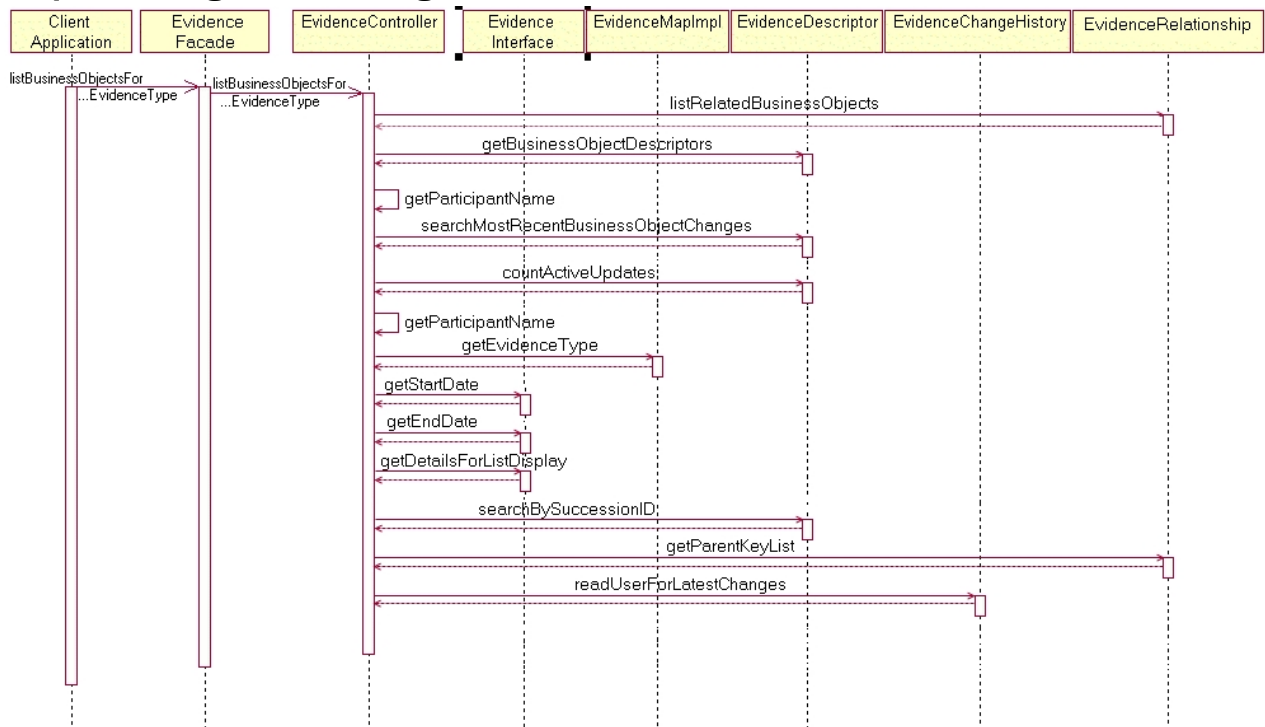 Client
Application
Evidence
Facade
EvidenceController
Evidence
Interface
EvidenceMapImpl
EvidenceDescriptor
EvidenceChangeHistory
EvidenceRelationship
listBusinessObjectsFor
...EvidenceType
listBusinessObjectsFor
...EvidenceType
listRelatedBusinessObjects
getBusinessObjectDescriptors
getParticipantName
searchMostRecentBusinessObjectChanges
countActiveUpdates
getParticipantName
getEvidenceType
getStartDate
getEndDate
getDetailsForListDisplay
searchBySuccessionID
getParentKeyList
readUserForLatestChanges